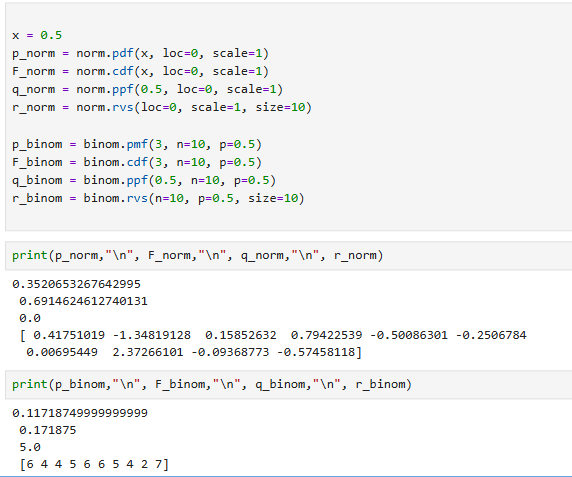 x = 0.5
p_norm = norm.pdf(x, loc=0, scale=1)
F_norm = norm.cdf(x, loc=0, scale=1)
q_norm = norm.ppf(0.5, loc=0, scale=1)
r_norm = norm.rvs(loc=0, scale=1, size=10)
p_binom = binom.pmf(3, n=10, p=0.5)
F_binom = binom.cdf(3, n=10, p=0.5)
q_binom = binom.ppf(0.5, n=10, p=0.5)
r_binom = binom.rvs(n=10, p=0.5, size=10)
print(p_norm,"\n", F_norm,"\n", q_norm,"\n", r_norm)
0.3520653267642995
0.6914624612740131
0.0
[ 0.41751019 -1.34819128  0.15852632  0.79422539 -0.50086301 -0.2506784
0.00695449  2.37266101 -0.09368773 -0.57458118]
print(p_binom,"\n", F_binom,"\n", q_binom,"\n", r_binom)
0.11718749999999999
0.171875
5.0
[6 4 4 5 6 6 5 4 2 7]